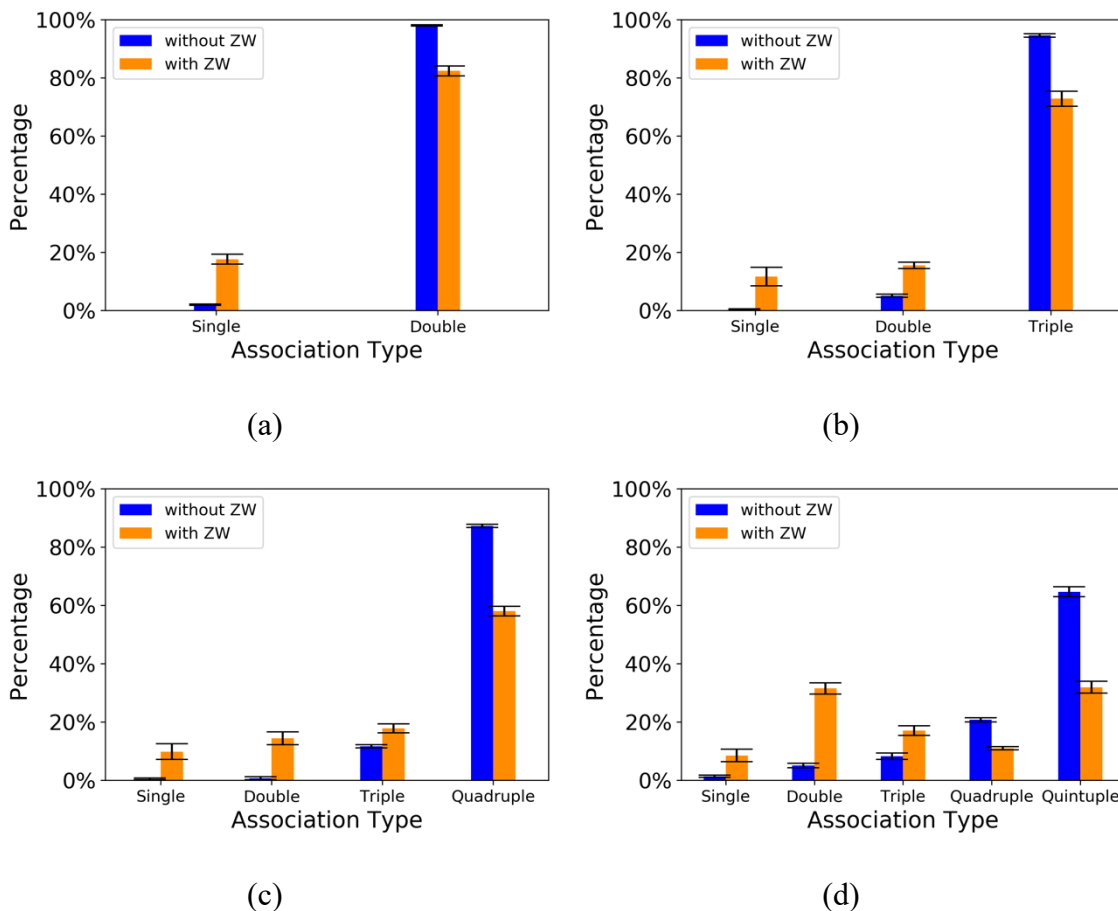 100%
80%
60%
40%
20%
0%
Percentage
without ZW
with ZW
Single Double
Association Type
(a)
100%
80%
60%
40%
20%
0%
Percentage
without ZW
with ZW
Single Double Triple
Association Type
(b)
100%
80%
60%
40%
20%
0%
Percentage
without ZW
with ZW
Single Double Triple Quadruple
Association Type
(c)
100%
80%
60%
40%
20%
0%
Percentage
without ZW
with ZW
Single Double Triple Quadruple Quintuple
Association Type
(d)